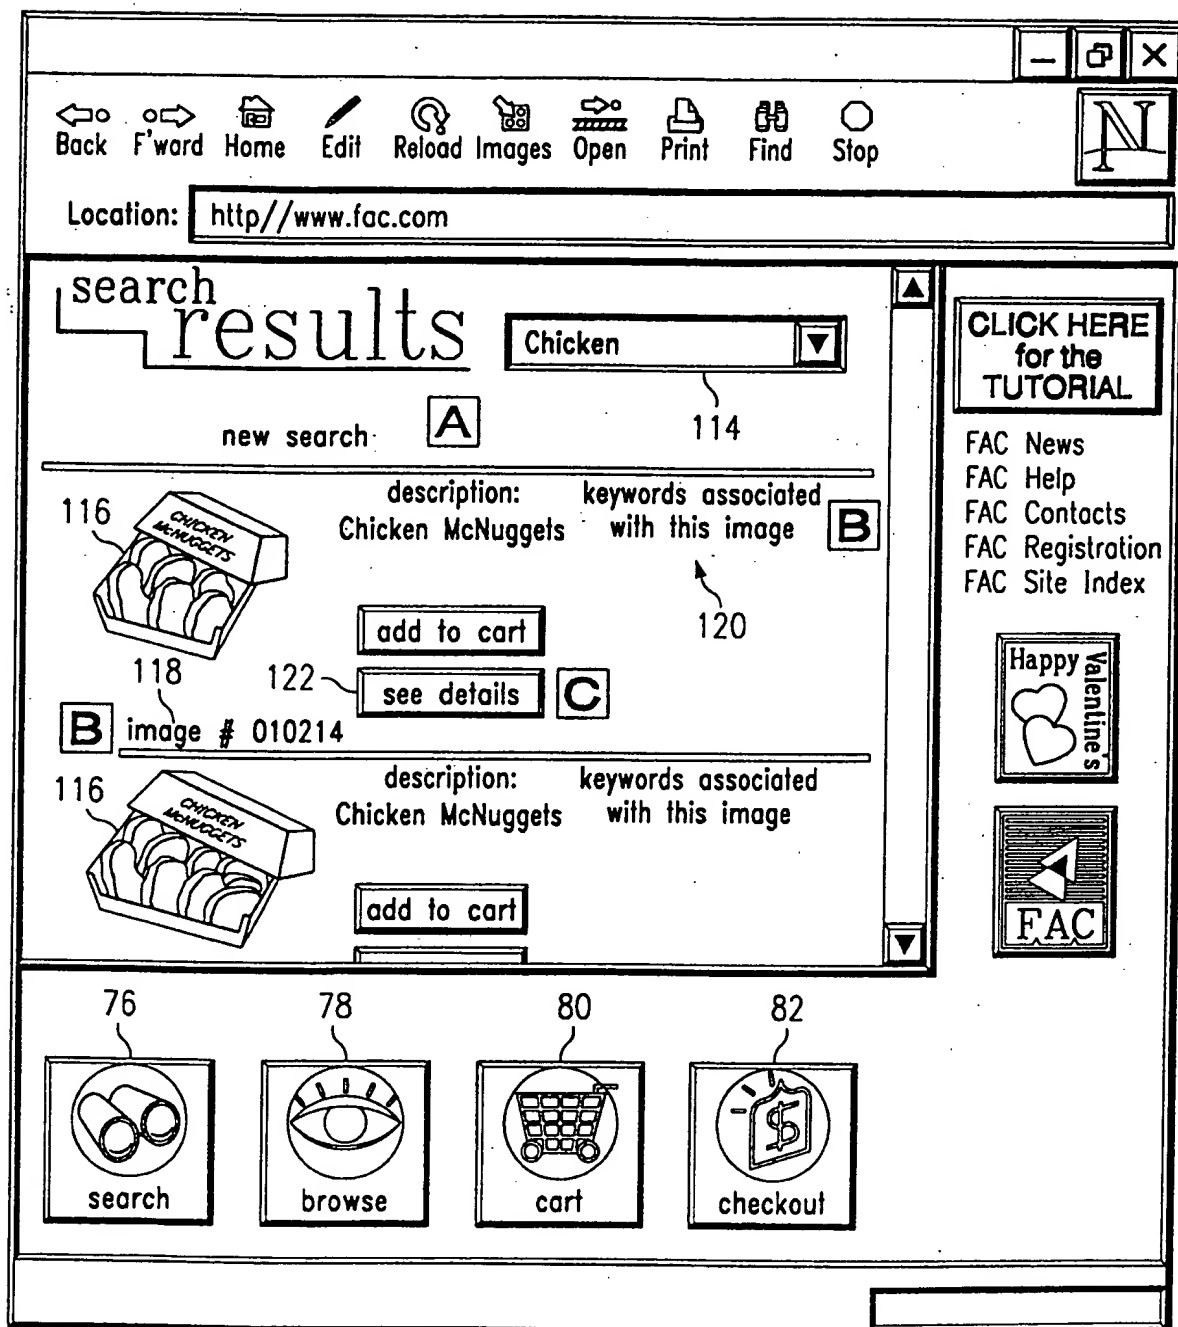 Back F'ward Home Edit Reload Images Open Print Find Stop
N
Location: http//www.fac.com
search
results
Chicken
114
new search
A
CLICK HERE
for the
TUTORIAL
FAC News
FAC Help
FAC Contacts
FAC Registration
FAC Site Index
116
CHICKEN
McNUGGETS
description:
Chicken McNuggets
keywords associated
with this image
B
120
add to cart
118
122
see details
C
B
image # 010214
Happy
Valentine's
116
CHICKEN
McNUGGETS
description:
Chicken McNuggets
keywords associated
with this image
add to cart
FAC
76
78
80
82
search
browse
cart
$
checkout